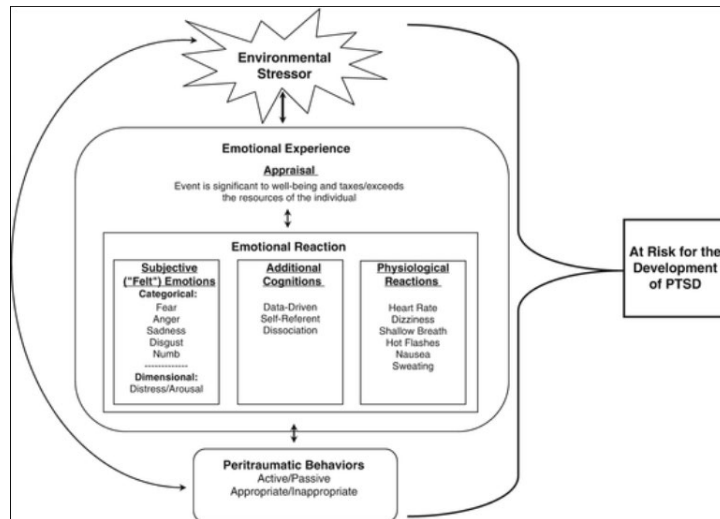 Environmental
Stressor
Emotional Experience
Appraisal
Event is significant to well-being and taxes/exceeds
the resources of the individual
Emotional Reaction
Subjective
("Felt") Emotions
Categorical:
Fear
Anger
Sadness
Disgust
Numb
-------------
Dimensional:
Distress/Arousal
Additional
Cognitions
Data-Driven
Self-Referent
Dissociation
Physiological
Reactions
Heart Rate
Dizziness
Shallow Breath
Hot Flashes
Nausea
Sweating
Peritraumatic Behaviors
Active/Passive
Appropriate/Inappropriate
At Risk for the
Development
of PTSD